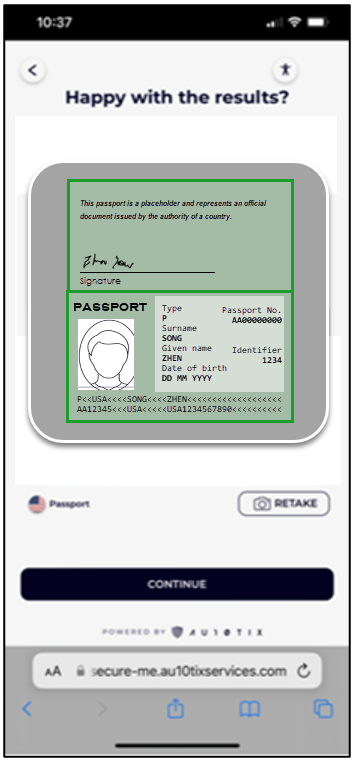 10:37
Happy with the results?
This passport is a placeholder and represents an official
document issued by the authority of a country.
Zhen Song
Signature
PASSPORT
Type
Passport No.
P
AA00000000
Surname
SONG
Given name
Identifier
ZHEN
1234
Date of birth
DD MM YYYY
P<<USA<<<<SONG<<<<ZHEN<<<<<<<<<<<<<<<<<<<
AA12345<<<USA<<<<<USA1234567890<<<<<<<<<<
Passport
RETAKE
CONTINUE
POWERED BY AU10TIX
AA secure-me.au10tixservices.com